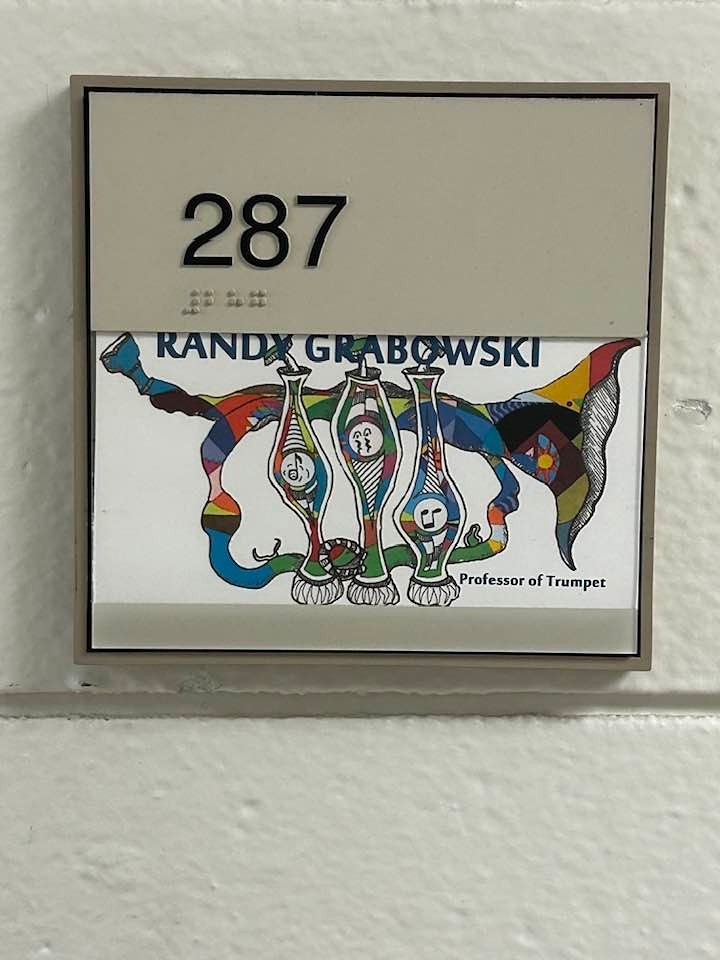 287
RANDY GRABOWSKI
Professor of Trumpet